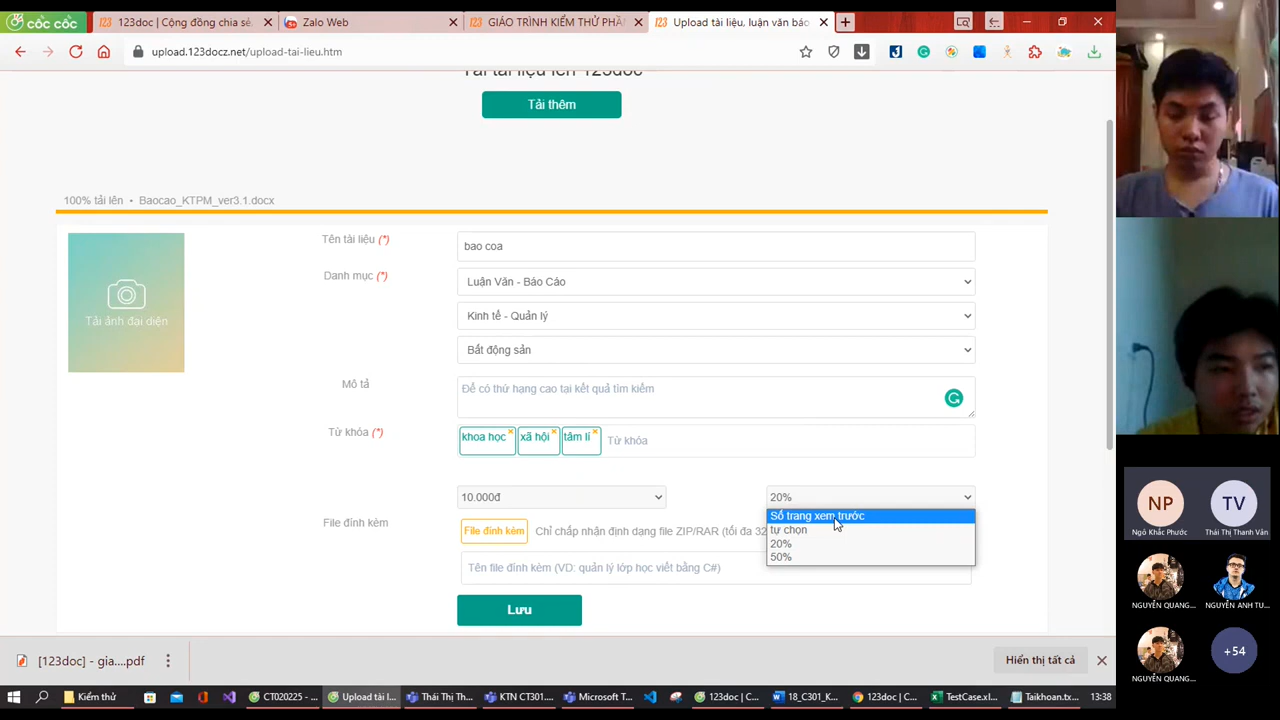 cốc cốc
123doc | Cộng đồng chia sẻ
Zalo Web
GIÁO TRÌNH KIỂM THỬ PHẦ
Upload tài liệu, luận văn báo
upload.123docz.net/upload-tai-lieu.htm
Tải tài liệu lên 123doc
Tải thêm
100% tải lên • Baocao_KTPM_ver3.1.docx
Tải ảnh đại diện
Tên tài liệu (*)
bao coa
Danh mục (*)
Luận Văn - Báo Cáo
Kinh tế - Quản lý
Bất động sản
Mô tả
Để có thứ hạng cao tại kết quả tìm kiếm
Từ khóa (*)
khoa học
xã hội
tâm lí
Từ khóa
10.000đ
20%
Số trang xem trước
tự chọn
20%
50%
File đính kèm
File đính kèm
Chỉ chấp nhận định dạng file ZIP/RAR (tối đa 32
Tên file đính kèm (VD: quản lý lớp học viết bằng C#)
Lưu
NP
TV
Ngô Khắc Phước
Thái Thị Thanh Vân
NGUYỄN QUANG...
NGUYỄN ANH TU...
+54
NGUYỄN QUANG...
[123doc] - gia....pdf
Hiển thị tất cả
Kiểm thử
CT020225 - ...
Upload tài l...
Thái Thị Th...
KTN CT301...
Microsoft T...
123doc | C...
18_C301_K...
123doc | C...
TestCase.xl...
Taikhoan.tx...
13:38